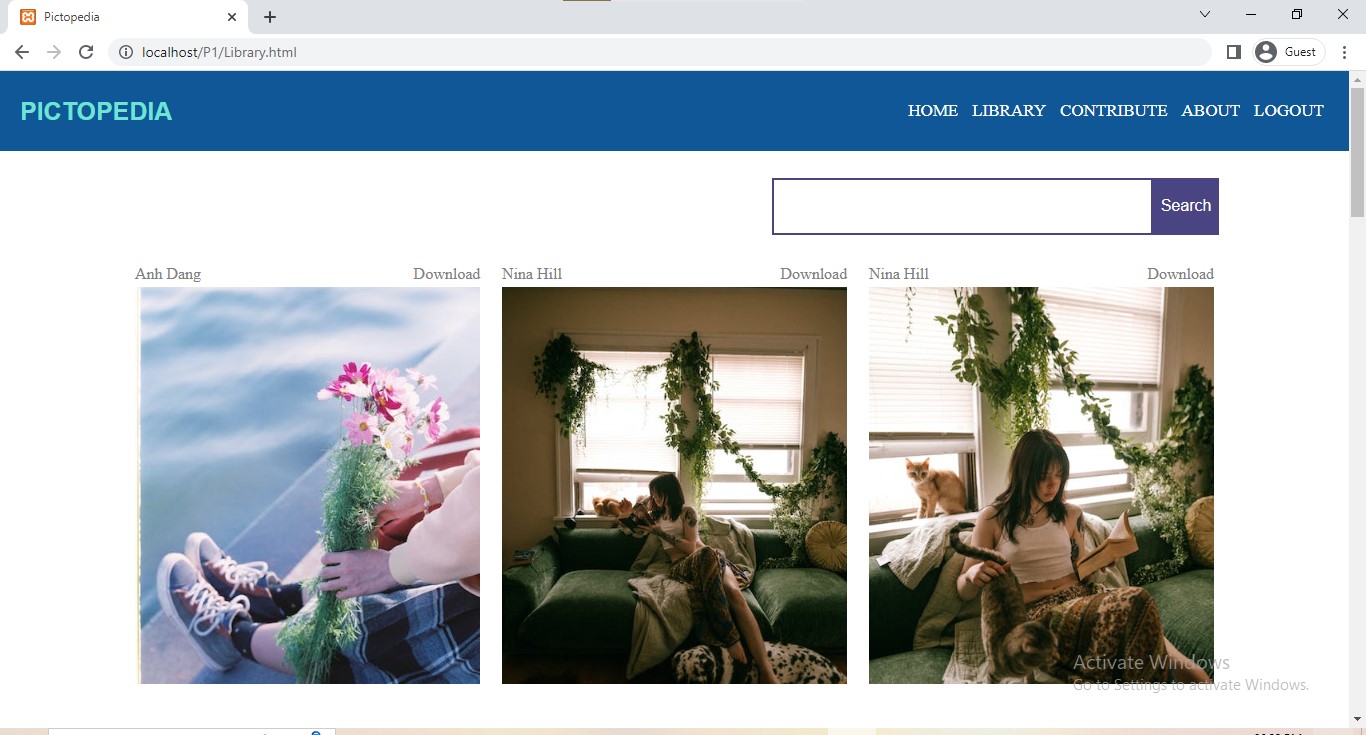 Pictopedia
localhost/P1/Library.html
Guest
PICTOPEDIA
HOME LIBRARY CONTRIBUTE ABOUT LOGOUT
Search
Anh Dang Download Nina Hill Download Nina Hill Download
Activate Windows
Go to Settings to activate Windows.